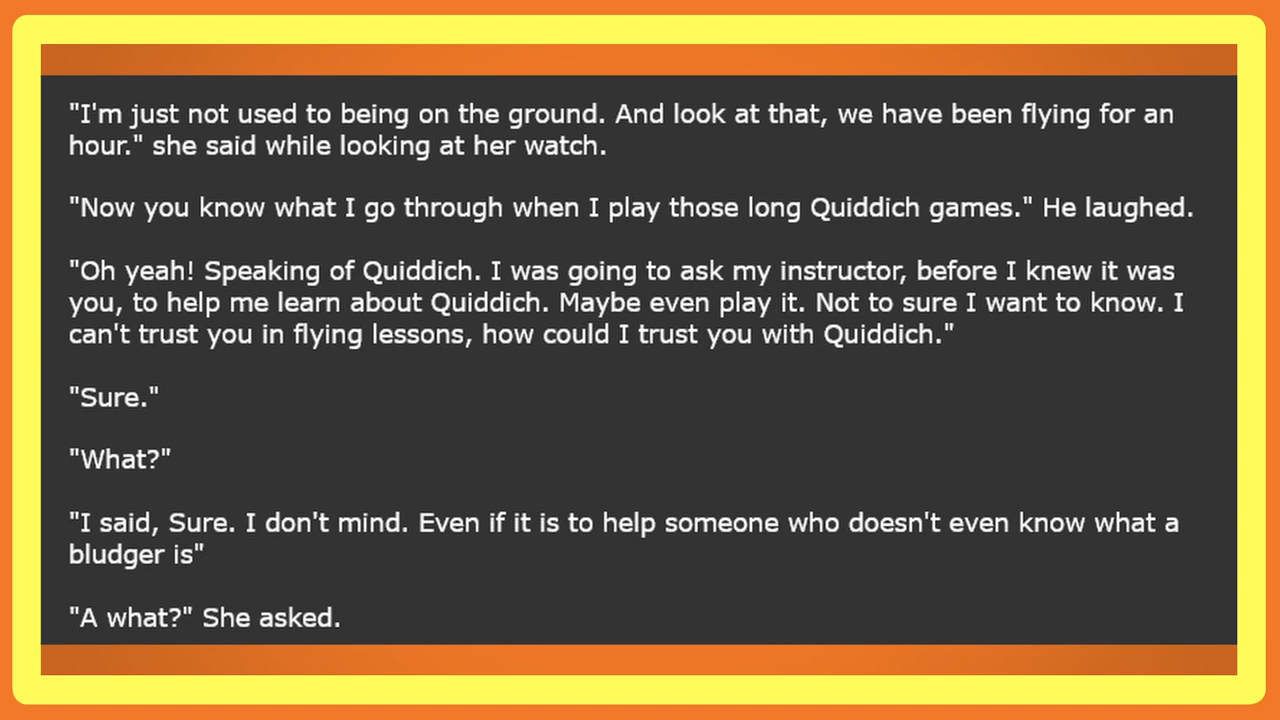 "I'm just not used to being on the ground. And look at that, we have been flying for an
hour." she said while looking at her watch.
"Now you know what I go through when I play those long Quiddich games." He laughed.
"Oh yeah! Speaking of Quiddich. I was going to ask my instructor, before I knew it was
you, to help me learn about Quiddich. Maybe even play it. Not to sure I want to know. I
can't trust you in flying lessons, how could I trust you with Quiddich."
"Sure."
"What?"
"I said, Sure. I don't mind. Even if it is to help someone who doesn't even know what a
bludger is"
"A what?" She asked.